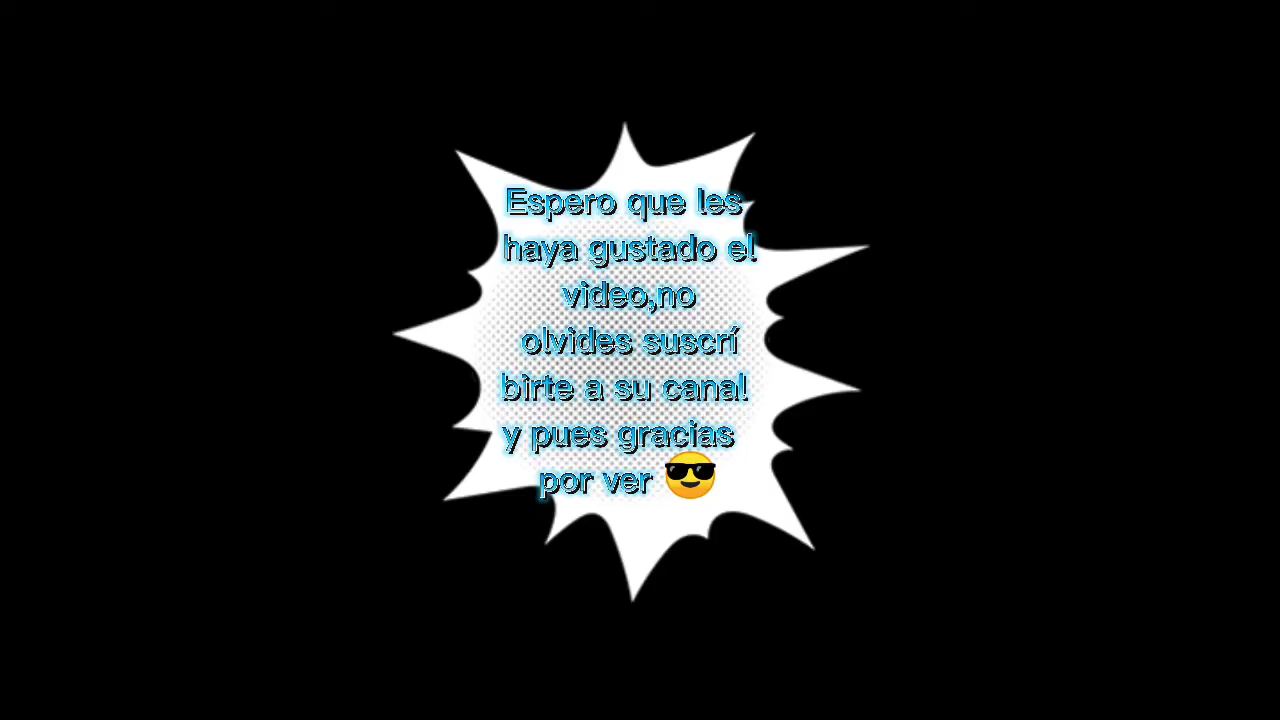 Espero que les
haya gustado el
video,no
olvides suscrí
birte a su canal
y pues gracias
por ver 😎